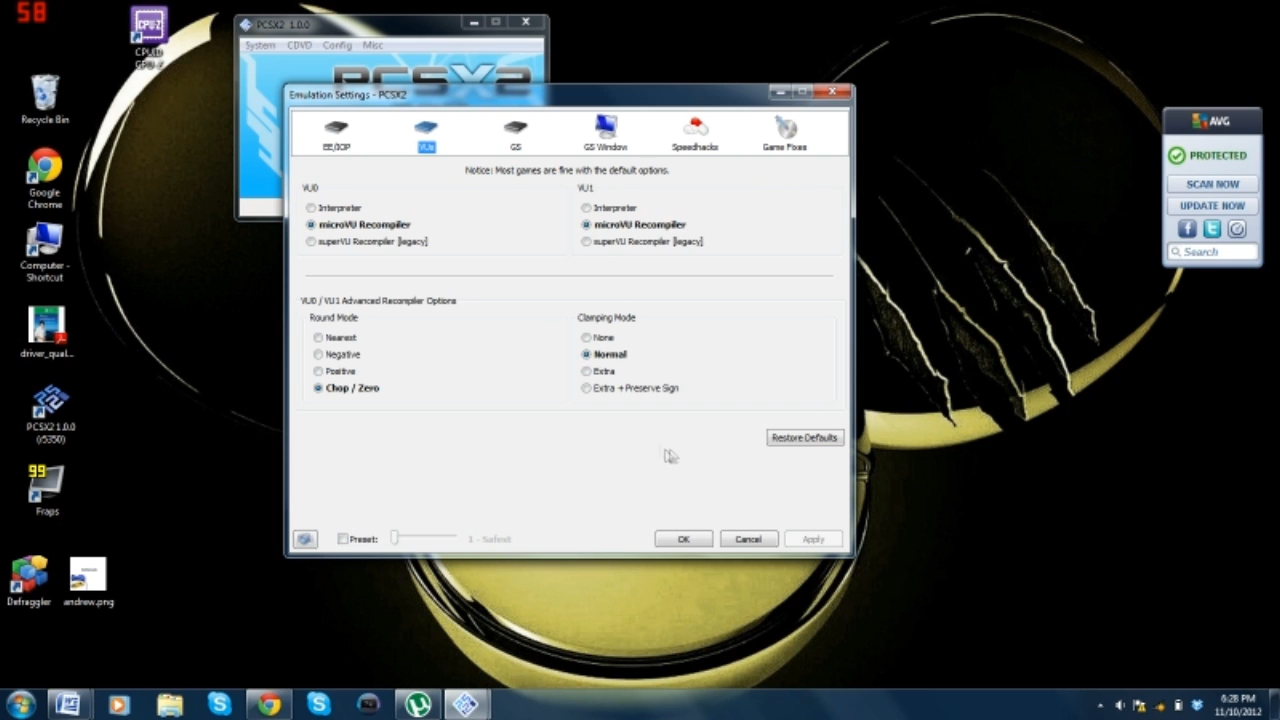 58
CPUID
Recycle Bin
Google
Chrome
Computer -
Shortcut
driver_qual...
PCSX2 1.0.0
(r5350)
99
Fraps
Defraggler
andrew.png
PCSX2 1.0.0
System CDVD Config Misc
PCSX2
Emulation Settings - PCSX2
EE/IOP VUs GS GS Window Speedhacks Game Fixes
Notice: Most games are fine with the default options.
VU0 VU1
Interpreter Interpreter
microVU Recompiler microVU Recompiler
superVU Recompiler [legacy] superVU Recompiler [legacy]
VU0 / VU1 Advanced Recompiler Options
Round Mode Clamping Mode
Nearest None
Negative Normal
Positive Extra
Chop / Zero Extra + Preserve Sign
Restore Defaults
Preset: 1 - Safest OK Cancel Apply
AVG
PROTECTED
SCAN NOW
UPDATE NOW
Search
6:28 PM
11/10/2012